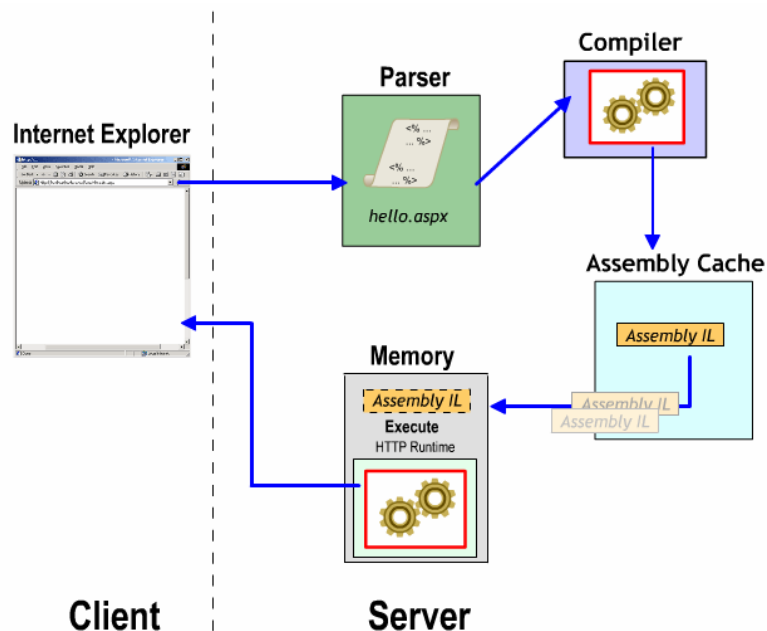 Compiler
Parser
Internet Explorer
<% ...
... %>
<% ...
... %>
hello.aspx
Assembly Cache
Assembly IL
Memory
Assembly IL
Assembly IL
Assembly IL
Execute
HTTP Runtime
Client
Server